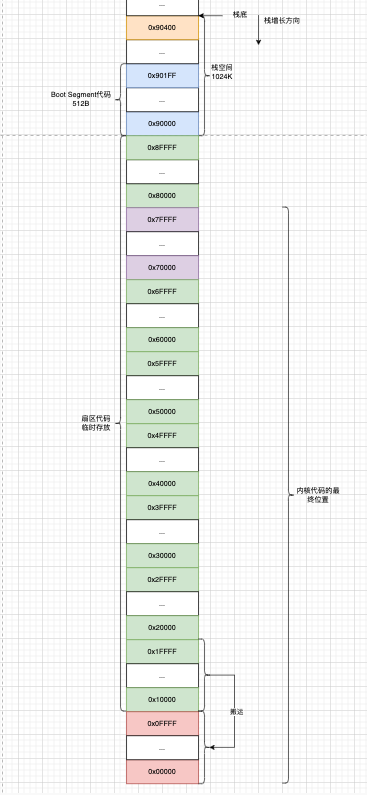 ...
栈底
0x90400
栈增长方向
...
栈空间
1024K
0x901FF
Boot Segment代码
512B
...
0x90000
0x8FFFF
...
0x80000
0x7FFFF
...
0x70000
0x6FFFF
...
0x60000
0x5FFFF
...
0x50000
扇区代码
临时存放
0x4FFFF
...
0x40000
内核代码的最
终位置
0x3FFFF
...
0x30000
0x2FFFF
...
0x20000
0x1FFFF
...
0x10000
搬运
0x0FFFF
...
0x00000